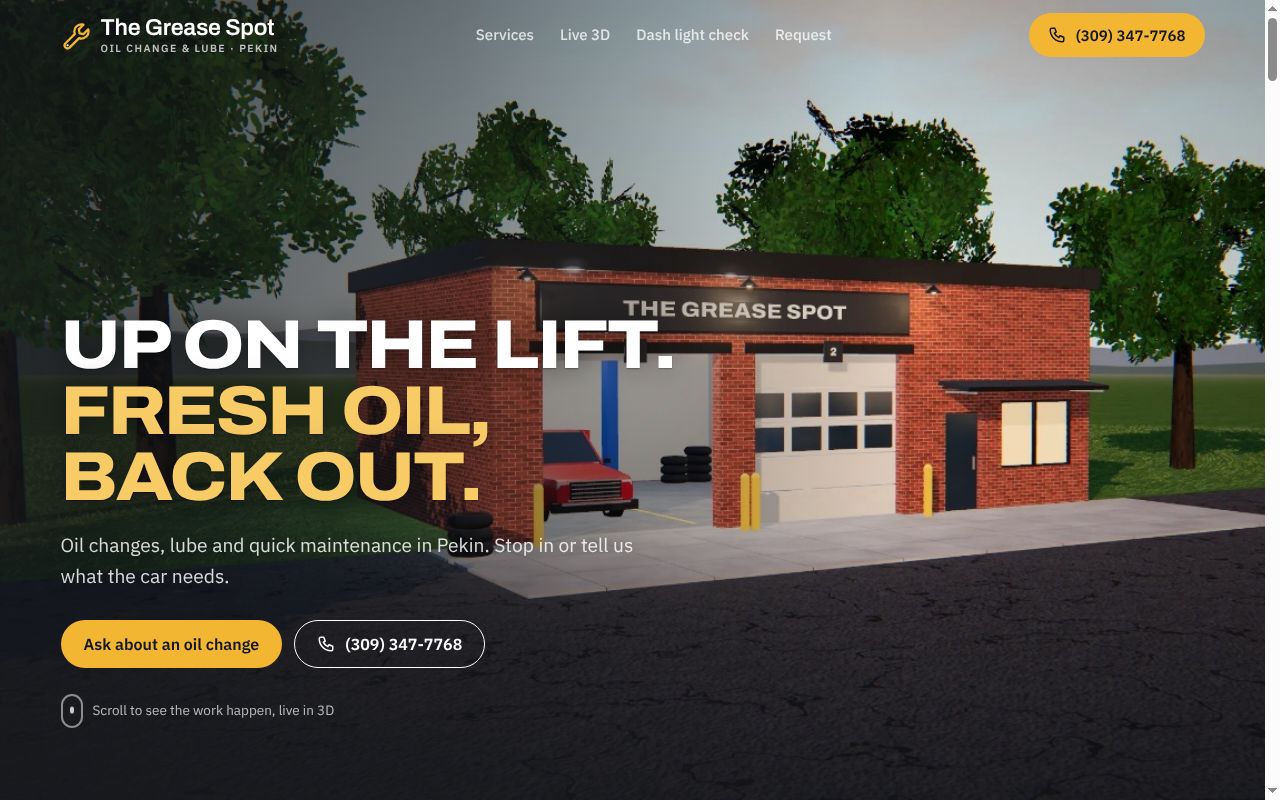 The Grease Spot
OIL CHANGE & LUBE · PEKIN
Services
Live 3D
Dash light check
Request
(309) 347-7768
THE GREASE SPOT
2
UP ON THE LIFT.
FRESH OIL,
BACK OUT.
Oil changes, lube and quick maintenance in Pekin. Stop in or tell us
what the car needs.
Ask about an oil change
(309) 347-7768
Scroll to see the work happen, live in 3D